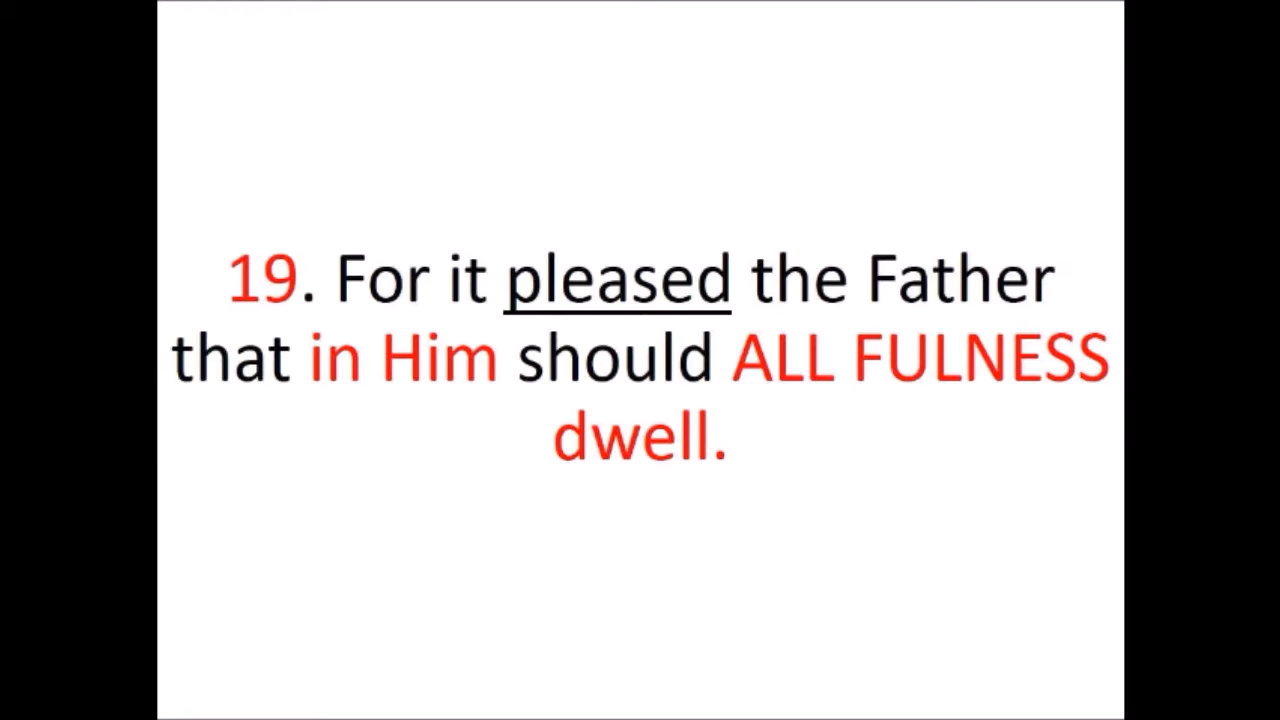 19. For it pleased the Father
that in Him should ALL FULNESS
dwell.